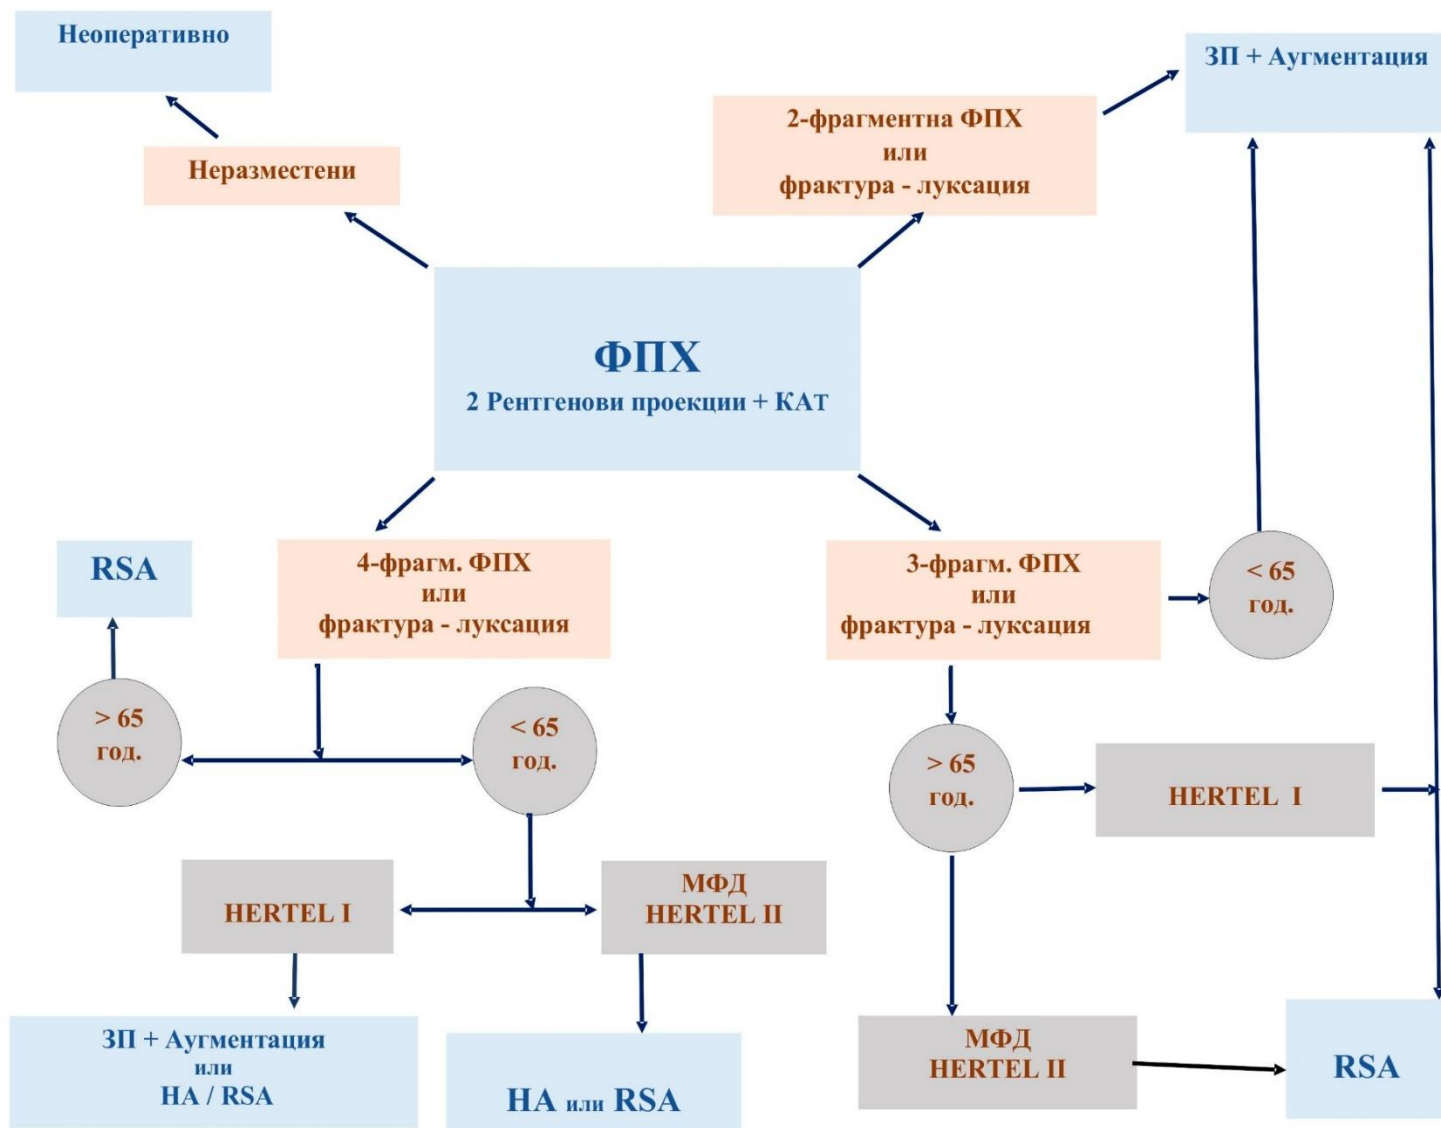 Неоперативно
ЗП + Аугментация
2-фрагментна ФПХ
или
фрактура - луксация
Неразместени
ФПХ
2 Рентгенови проекции + КАТ
RSA
4-фрагм. ФПХ
или
фрактура - луксация
3-фрагм. ФПХ
или
фрактура - луксация
< 65
год.
> 65
год.
< 65
год.
> 65
год.
HERTEL I
HERTEL I
МФД
HERTEL II
ЗП + Аугментация
или
HA / RSA
НА или RSA
МФД
HERTEL II
RSA